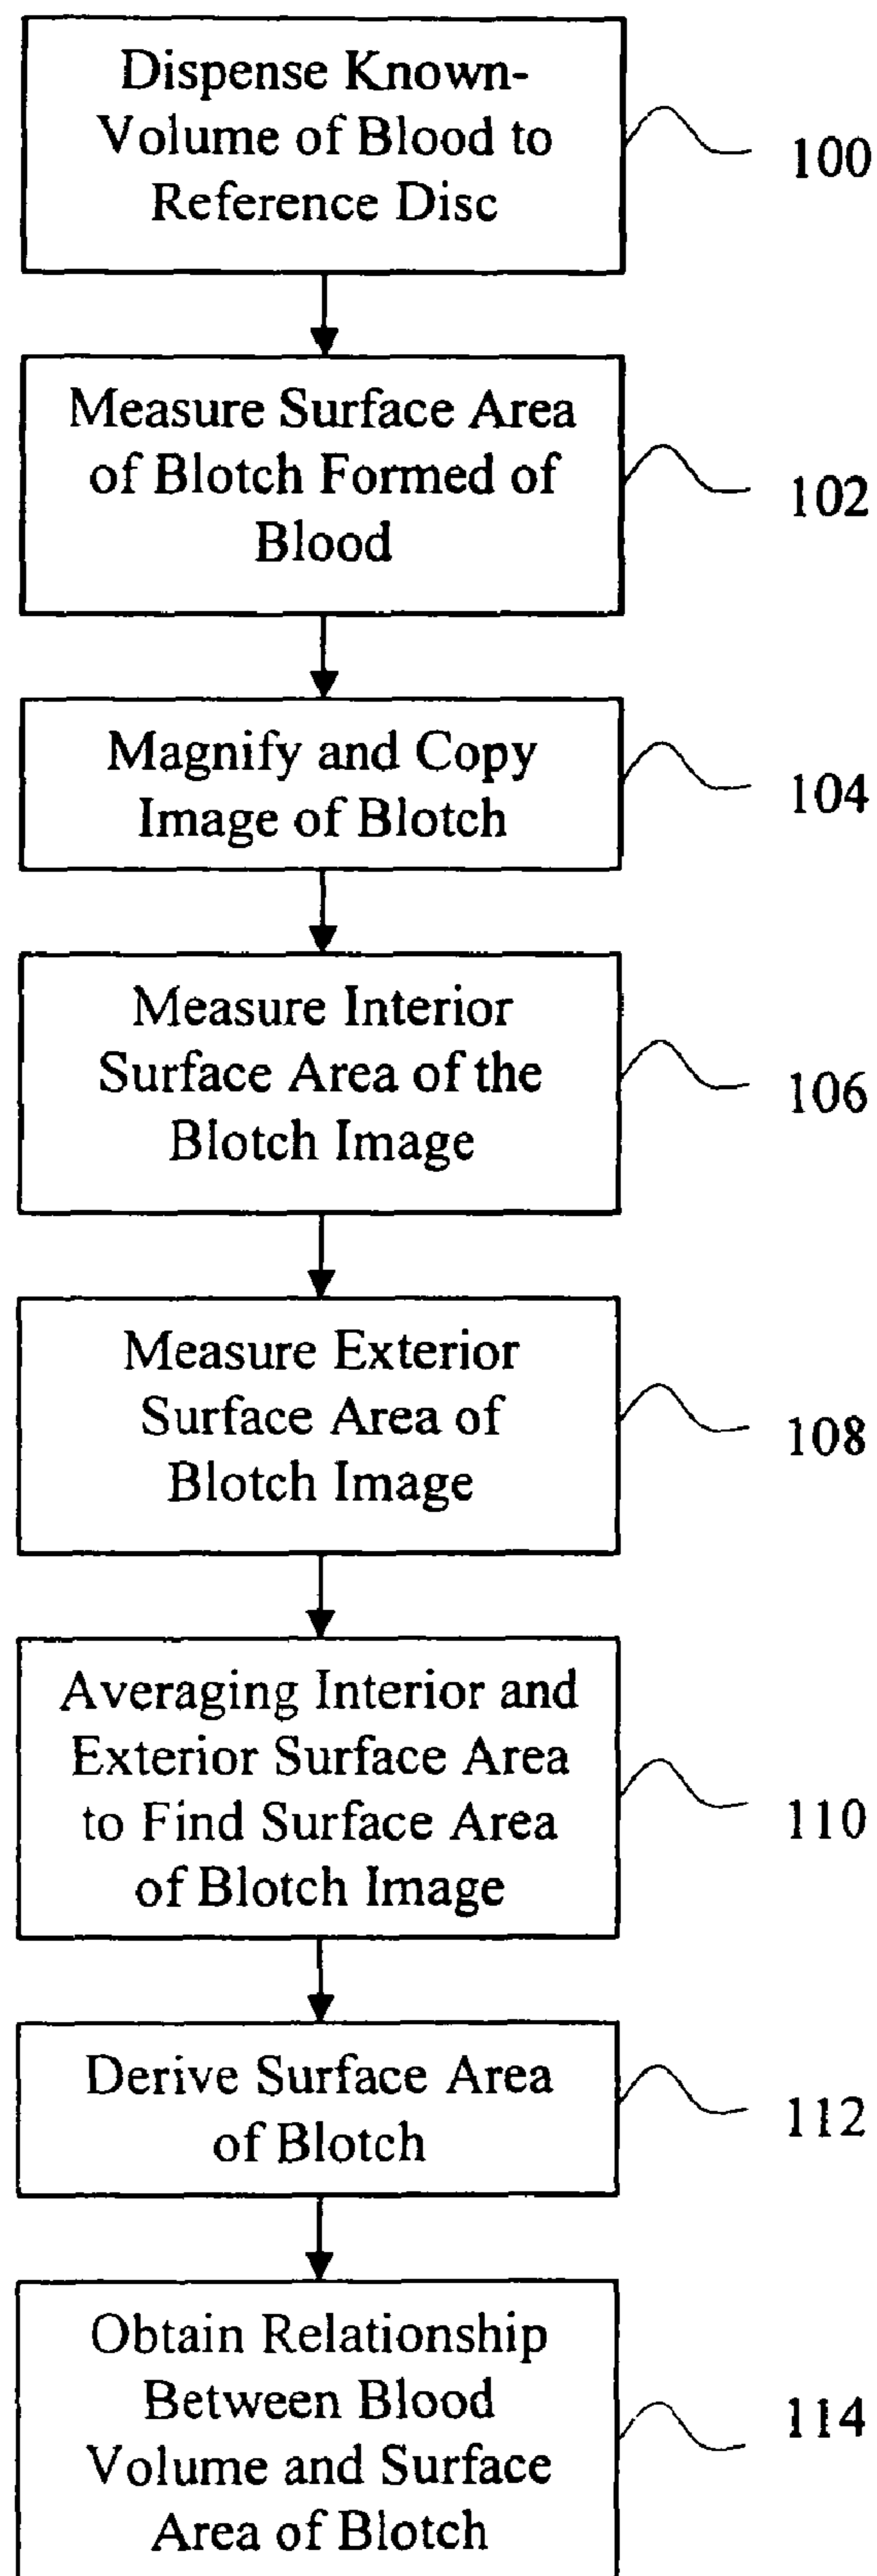 Dispense Known-
Volume of Blood to
Reference Disc
100
Measure Surface Area
of Blotch Formed of
Blood
102
Magnify and Copy
Image of Blotch
104
Measure Interior
Surface Area of the
Blotch Image
106
Measure Exterior
Surface Area of
Blotch Image
108
Averaging Interior and
Exterior Surface Area
to Find Surface Area
of Blotch Image
110
Derive Surface Area
of Blotch
112
Obtain Relationship
Between Blood
Volume and Surface
Area of Blotch
114